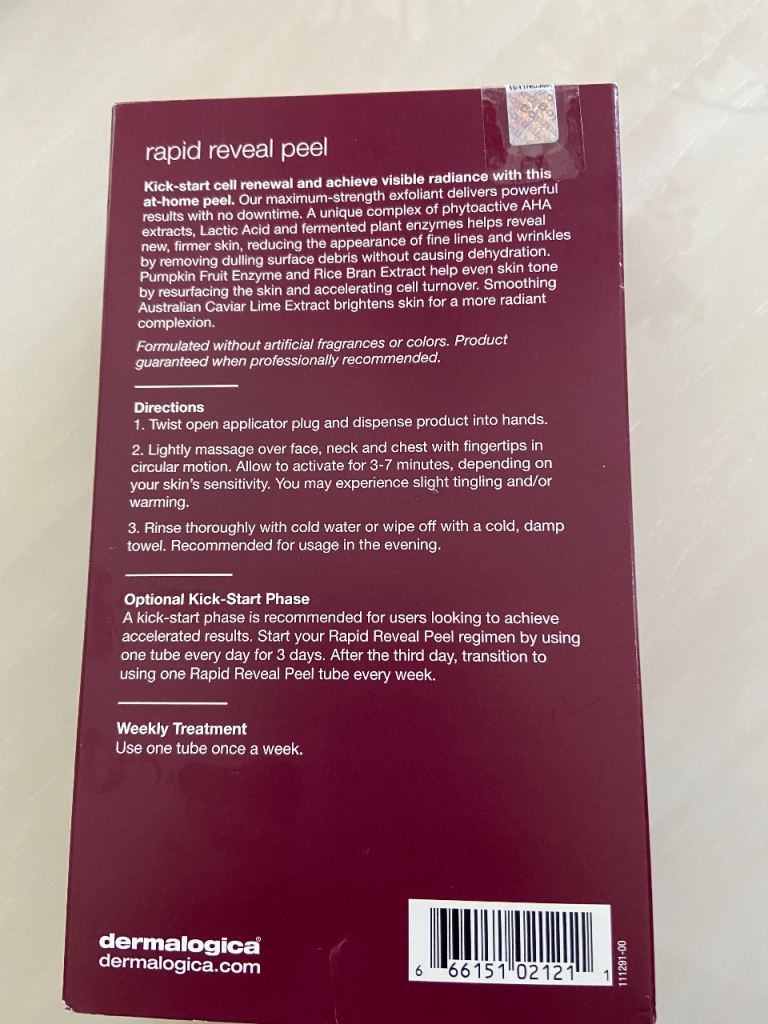 rapid reveal peel
Kick-start cell renewal and achieve visible radiance with this
at-home peel. Our maximum-strength exfoliant delivers powerful
results with no downtime. A unique complex of phytoactive AHA
extracts, Lactic Acid and fermented plant enzymes helps reveal
new, firmer skin, reducing the appearance of fine lines and wrinkles
by removing dulling surface debris without causing dehydration.
Pumpkin Fruit Enzyme and Rice Bran Extract help even skin tone
by resurfacing the skin and accelerating cell turnover. Smoothing
Australian Caviar Lime Extract brightens skin for a more radiant
complexion.
Formulated without artificial fragrances or colors. Product
guaranteed when professionally recommended.
Directions
1. Twist open applicator plug and dispense product into hands.
2. Lightly massage over face, neck and chest with fingertips in
circular motion. Allow to activate for 3-7 minutes, depending on
your skin's sensitivity. You may experience slight tingling and/or
warming.
3. Rinse thoroughly with cold water or wipe off with a cold, damp
towel. Recommended for usage in the evening.
Optional Kick-Start Phase
A kick-start phase is recommended for users looking to achieve
accelerated results. Start your Rapid Reveal Peel regimen by using
one tube every day for 3 days. After the third day, transition to
using one Rapid Reveal Peel tube every week.
Weekly Treatment
Use one tube once a week.
dermalogica®
dermalogica.com
6 66151 02121 1
111291-00